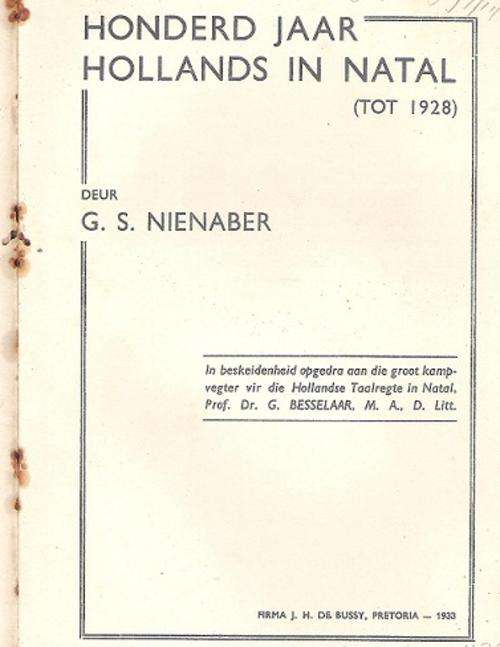 HONDERD JAAR
HOLLANDS IN NATAL
(TOT 1928)
DEUR
G. S. NIENABER
In beskeidenheid opgedra aan die groot kamp-
vegter vir die Hollandse Taalregte in Natal,
Prof. Dr. G. BESSELAAR, M. A., D. Litt.
FIRMA J. H. DE BUSSY, PRETORIA — 1933